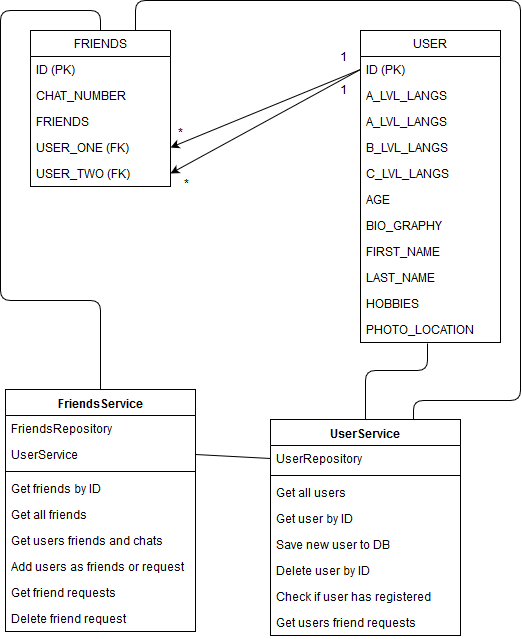 FRIENDS
ID (PK)
CHAT_NUMBER
FRIENDS
USER_ONE (FK)
USER_TWO (FK)
1
1
*
*
USER
ID (PK)
A_LVL_LANGS
A_LVL_LANGS
B_LVL_LANGS
C_LVL_LANGS
AGE
BIO_GRAPHY
FIRST_NAME
LAST_NAME
HOBBIES
PHOTO_LOCATION
FriendsService
FriendsRepository
UserService
Get friends by ID
Get all friends
Get users friends and chats
Add users as friends or request
Get friend requests
Delete friend request
UserService
UserRepository
Get all users
Get user by ID
Save new user to DB
Delete user by ID
Check if user has registered
Get users friend requests